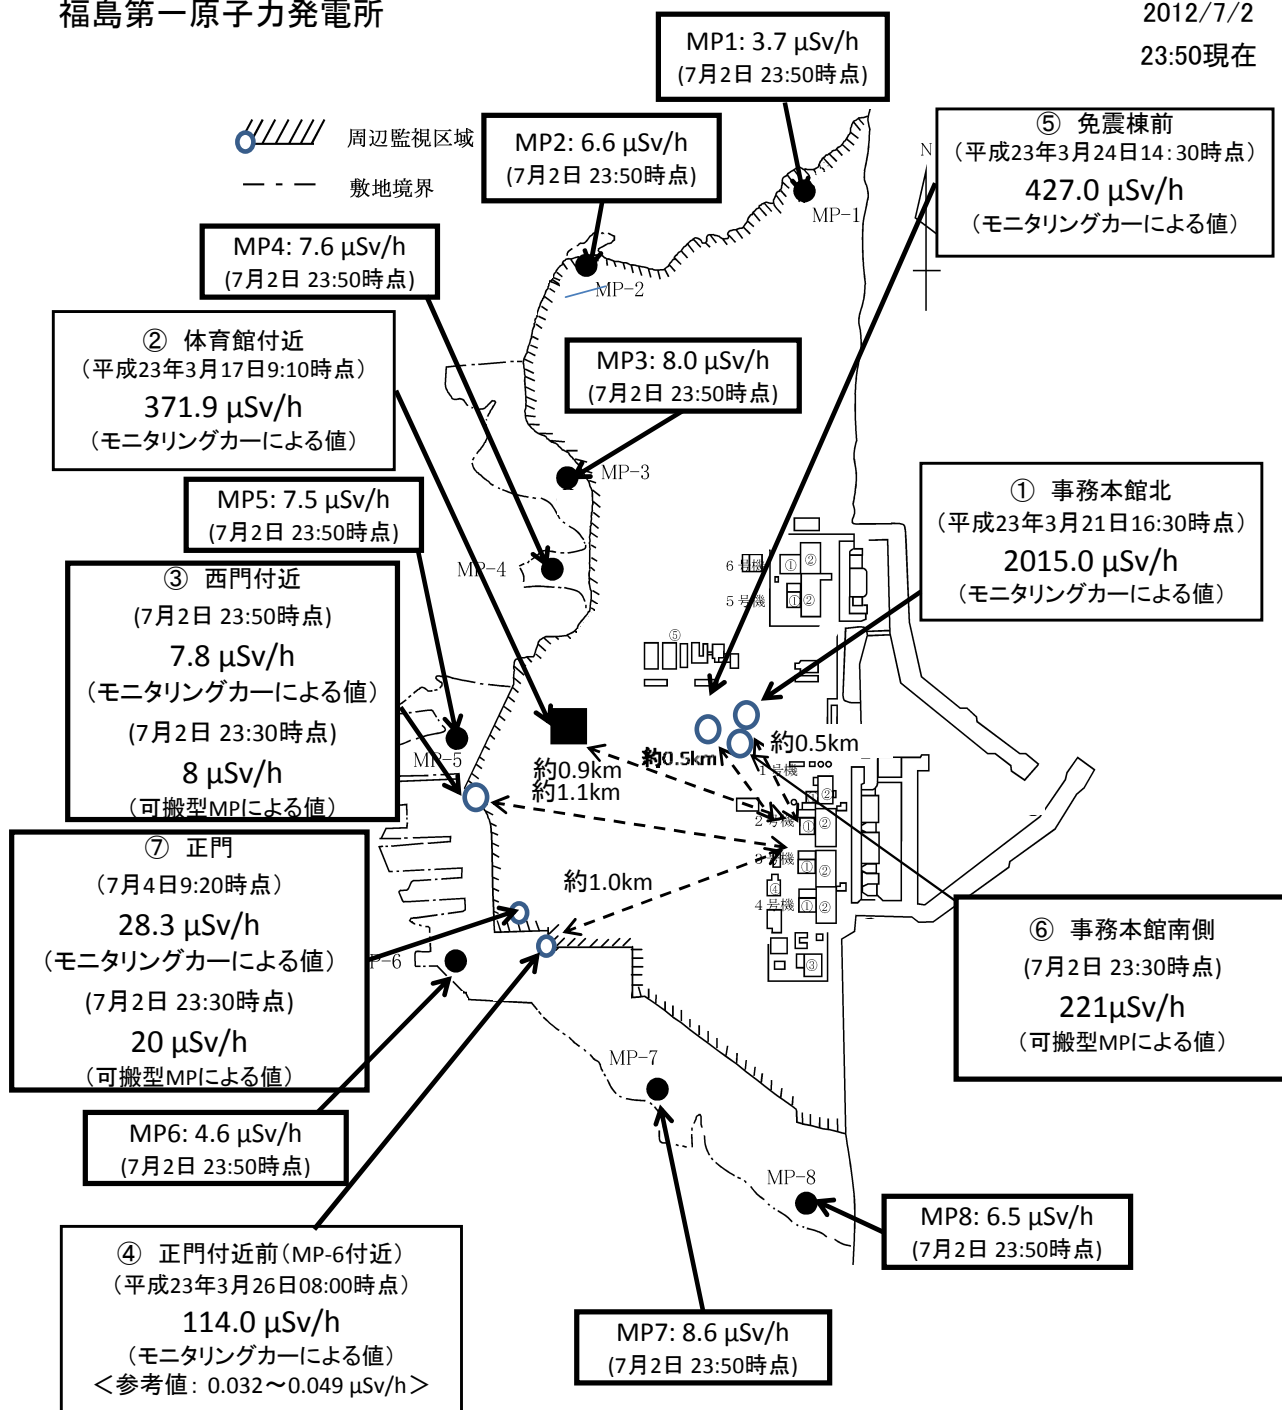 福島第一原子力発電所
2012/7/2
23:50現在
MP1: 3.7 μSv/h
(7月2日 23:50時点)
周辺監視区域
敷地境界
MP2: 6.6 μSv/h
(7月2日 23:50時点)
⑤ 免震棟前
(平成23年3月24日14:30時点)
427.0 μSv/h
(モニタリングカーによる値)
N
MP-1
MP4: 7.6 μSv/h
(7月2日 23:50時点)
MP-2
② 体育館付近
(平成23年3月17日9:10時点)
371.9 μSv/h
(モニタリングカーによる値)
MP3: 8.0 μSv/h
(7月2日 23:50時点)
MP-3
MP5: 7.5 μSv/h
(7月2日 23:50時点)
① 事務本館北
(平成23年3月21日16:30時点)
2015.0 μSv/h
(モニタリングカーによる値)
MP-4
6号機 ① ②
5号機 ① ②
③ 西門付近
(7月2日 23:50時点)
7.8 μSv/h
(モニタリングカーによる値)
(7月2日 23:30時点)
8 μSv/h
(可搬型MPによる値)
⑤
MP-5
約0.9km
約1.1km
約0.5km
約0.5km
1号機 ②
2号機 ① ②
3号機 ① ②
④
4号機 ① ②
③
約1.0km
⑦ 正門
(7月4日9:20時点)
28.3 μSv/h
(モニタリングカーによる値)
(7月2日 23:30時点)
20 μSv/h
(可搬型MPによる値)
P-6
⑥ 事務本館南側
(7月2日 23:30時点)
221μSv/h
(可搬型MPによる値)
MP-7
MP6: 4.6 μSv/h
(7月2日 23:50時点)
MP-8
MP8: 6.5 μSv/h
(7月2日 23:50時点)
④ 正門付近前(MP-6付近)
(平成23年3月26日08:00時点)
114.0 μSv/h
(モニタリングカーによる値)
<参考値: 0.032~0.049 μSv/h>
MP7: 8.6 μSv/h
(7月2日 23:50時点)